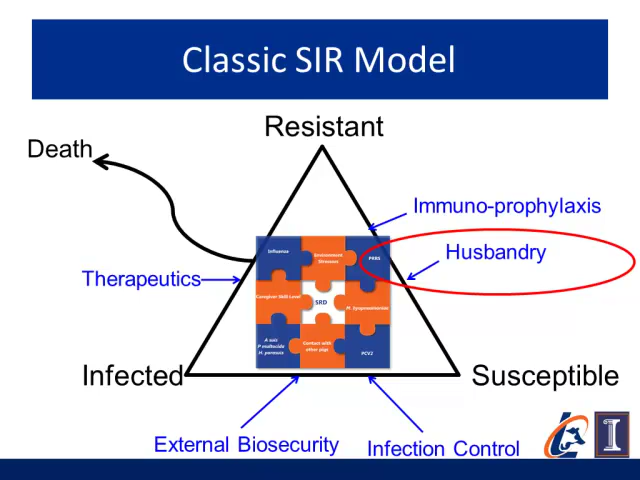 Classic SIR Model
Resistant
Death
Immuno-prophylaxis
Husbandry
Therapeutics
Influenza
Environment
Stressors
PRRS
Caregiver Skill Level
SRD
M. hyopneumoniae
A suis
P multocida
H. parasuis
Contact with
other pigs
PCV2
Infected
Susceptible
External Biosecurity
Infection Control
I